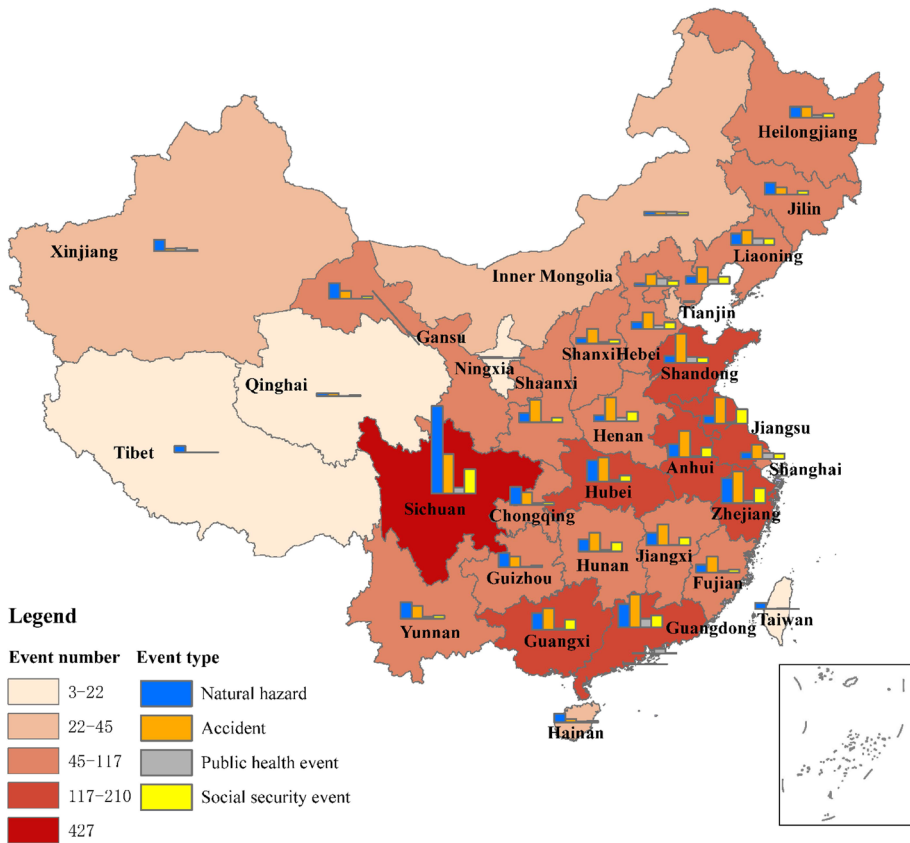 Heilongjiang
Jilin
Liaoning
Xinjiang
Inner Mongolia
Tianjin
Gansu
ShanxiHebei
Ningxia
Shandong
Shaanxi
Qinghai
Henan
Jiangsu
Tibet
Anhui
Shanghai
Hubei
Sichuan
Chongqing
Zhejiang
Hunan
Jiangxi
Guizhou
Fujian
Yunnan
Guangxi
Guangdong
Taiwan
Hainan
Legend
Event number
3-22
22-45
45-117
117-210
427
Event type
Natural hazard
Accident
Public health event
Social security event